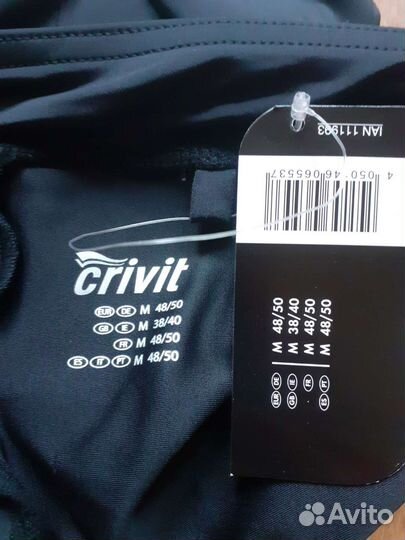 crivit
EUR DE M 48/50
GB IE M 38/40
FR M 48/50
ES IT PT M 48/50
IAN 111993
4 050146 065537
EUR DE M 48/50
GB IE M 38/40
FR M 48/50
ES PT M 48/50
Avito